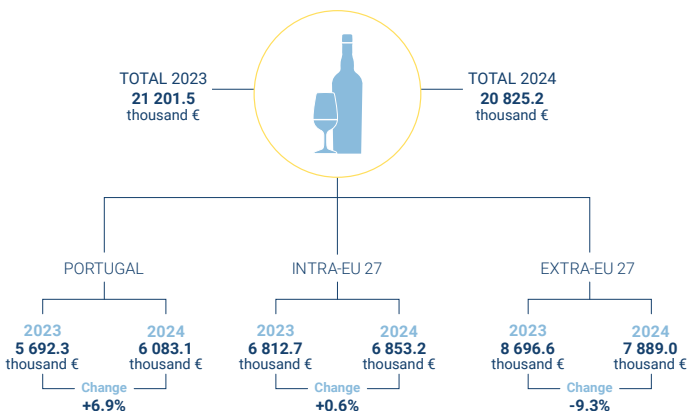 TOTAL 2023
21 201.5
thousand €
TOTAL 2024
20 825.2
thousand €
PORTUGAL
2023
5 692.3
thousand €
2024
6 083.1
thousand €
Change
+6.9%
INTRA-EU 27
2023
6 812.7
thousand €
2024
6 853.2
thousand €
Change
+0.6%
EXTRA-EU 27
2023
8 696.6
thousand €
2024
7 889.0
thousand €
Change
-9.3%